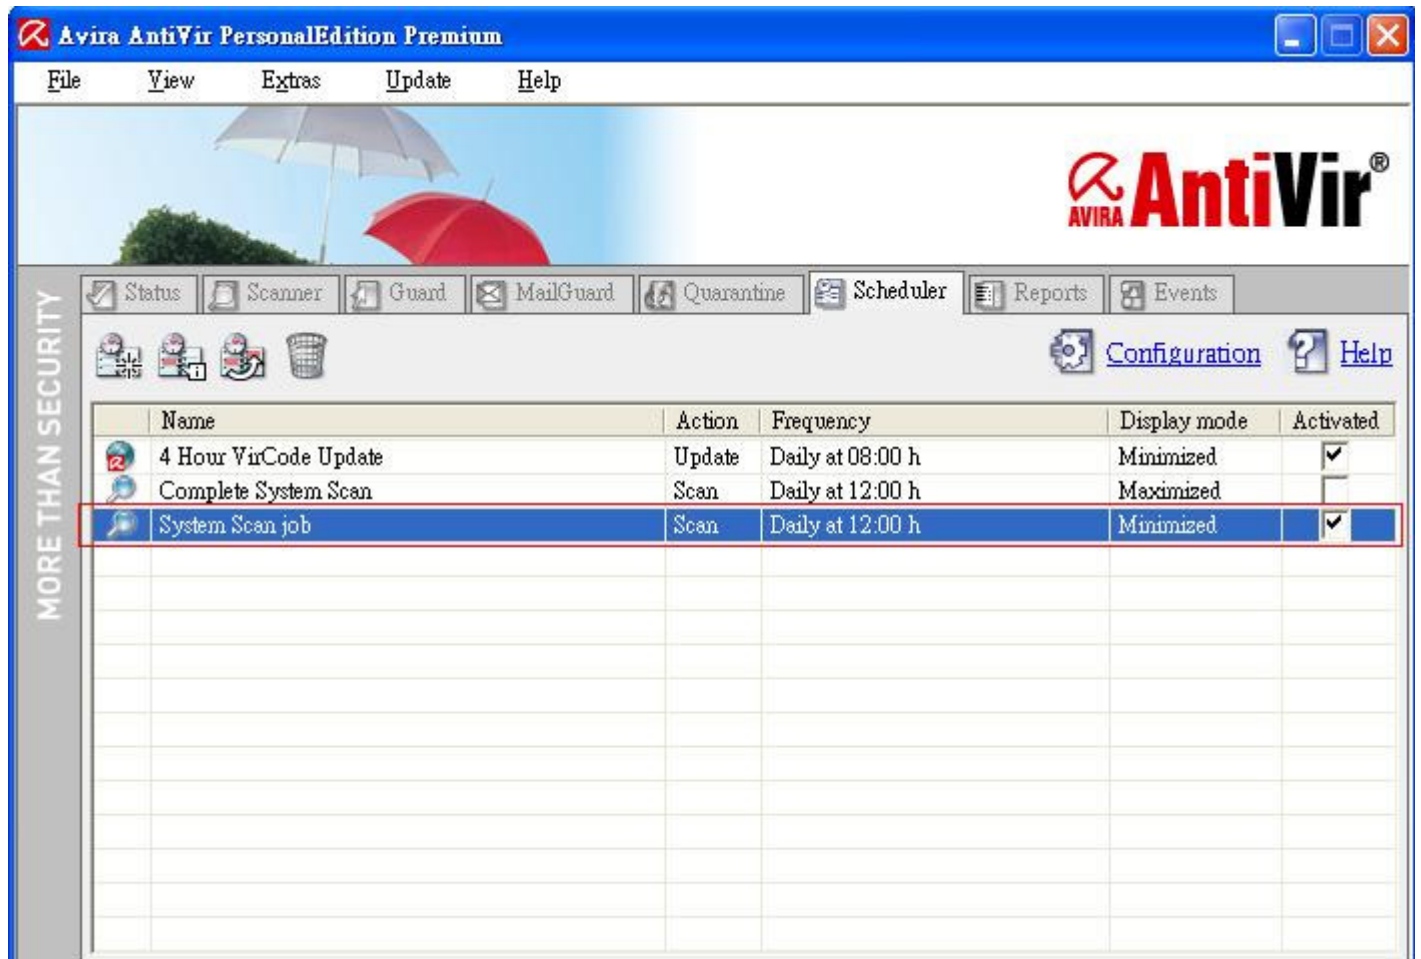 Avira AntiVir PersonalEdition Premium
File View Extras Update Help
AVIRA AntiVir®
MORE THAN SECURITY
Status Scanner Guard MailGuard Quarantine Scheduler Reports Events
Configuration Help
Name Action Frequency Display mode Activated
4 Hour VirCode Update Update Daily at 08:00 h Minimized
Complete System Scan Scan Daily at 12:00 h Maximized
System Scan job Scan Daily at 12:00 h Minimized